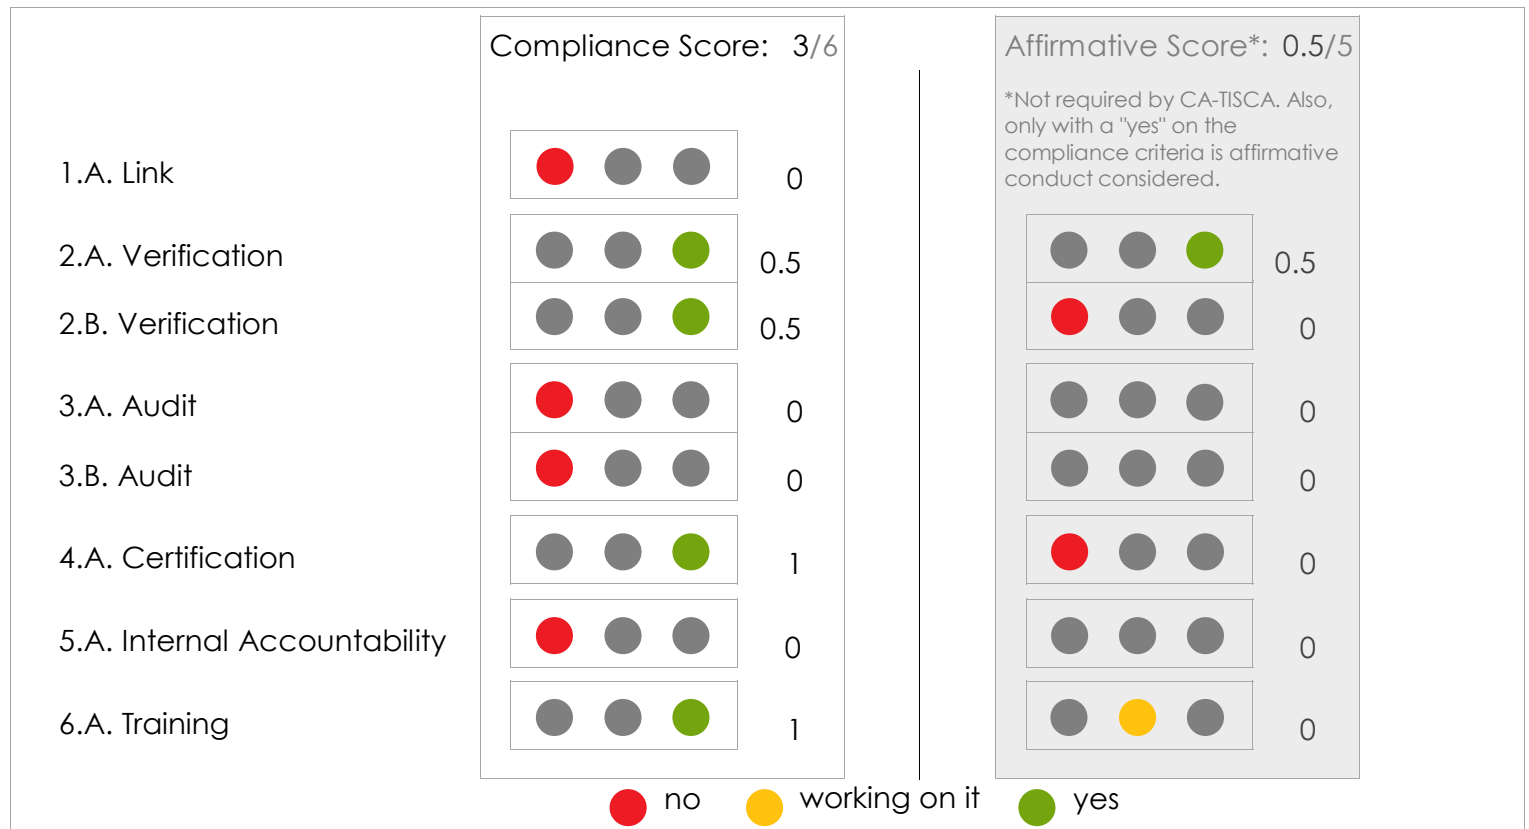 Compliance Score: 3/6
Affirmative Score*: 0.5/5
*Not required by CA-TISCA. Also,
only with a "yes" on the
compliance criteria is affirmative
conduct considered.
1.A. Link 0
2.A. Verification 0.5 0.5
2.B. Verification 0.5 0
3.A. Audit 0 0
3.B. Audit 0 0
4.A. Certification 1 0
5.A. Internal Accountability 0 0
6.A. Training 1 0
no working on it yes